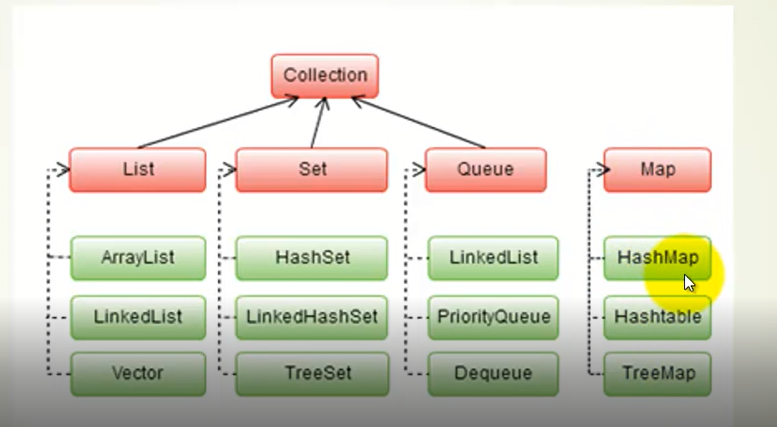 Collection
List
Set
Queue
Map
ArrayList
HashSet
LinkedList
HashMap
LinkedList
LinkedHashSet
PriorityQueue
Hashtable
Vector
TreeSet
Dequeue
TreeMap